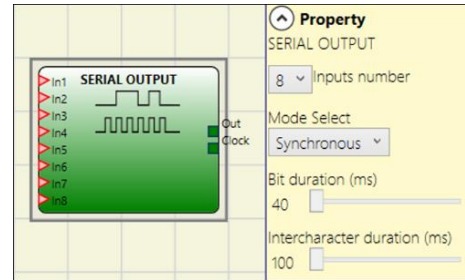 SERIAL OUTPUT
In1
In2
In3
In4
In5
In6
In7
In8
Out
Clock
Property
SERIAL OUTPUT
8 Inputs number
Mode Select
Synchronous
Bit duration (ms)
40
Intercharacter duration (ms)
100